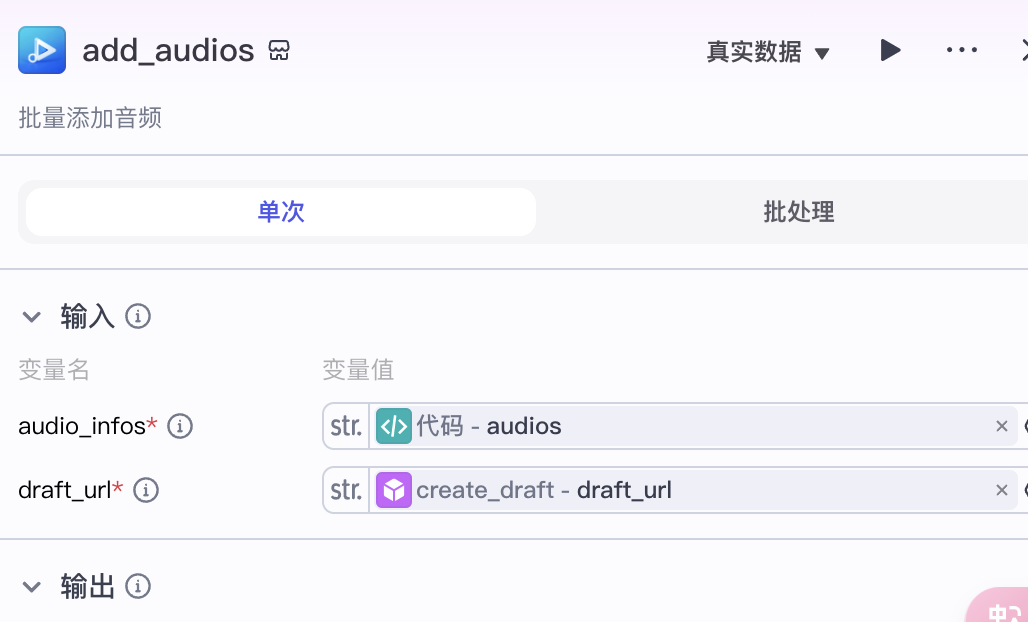 add_audios
真实数据
批量添加音频
单次 批处理
输入
变量名 变量值
audio_infos* str. 代码 - audios
draft_url* str. create_draft - draft_url
输出